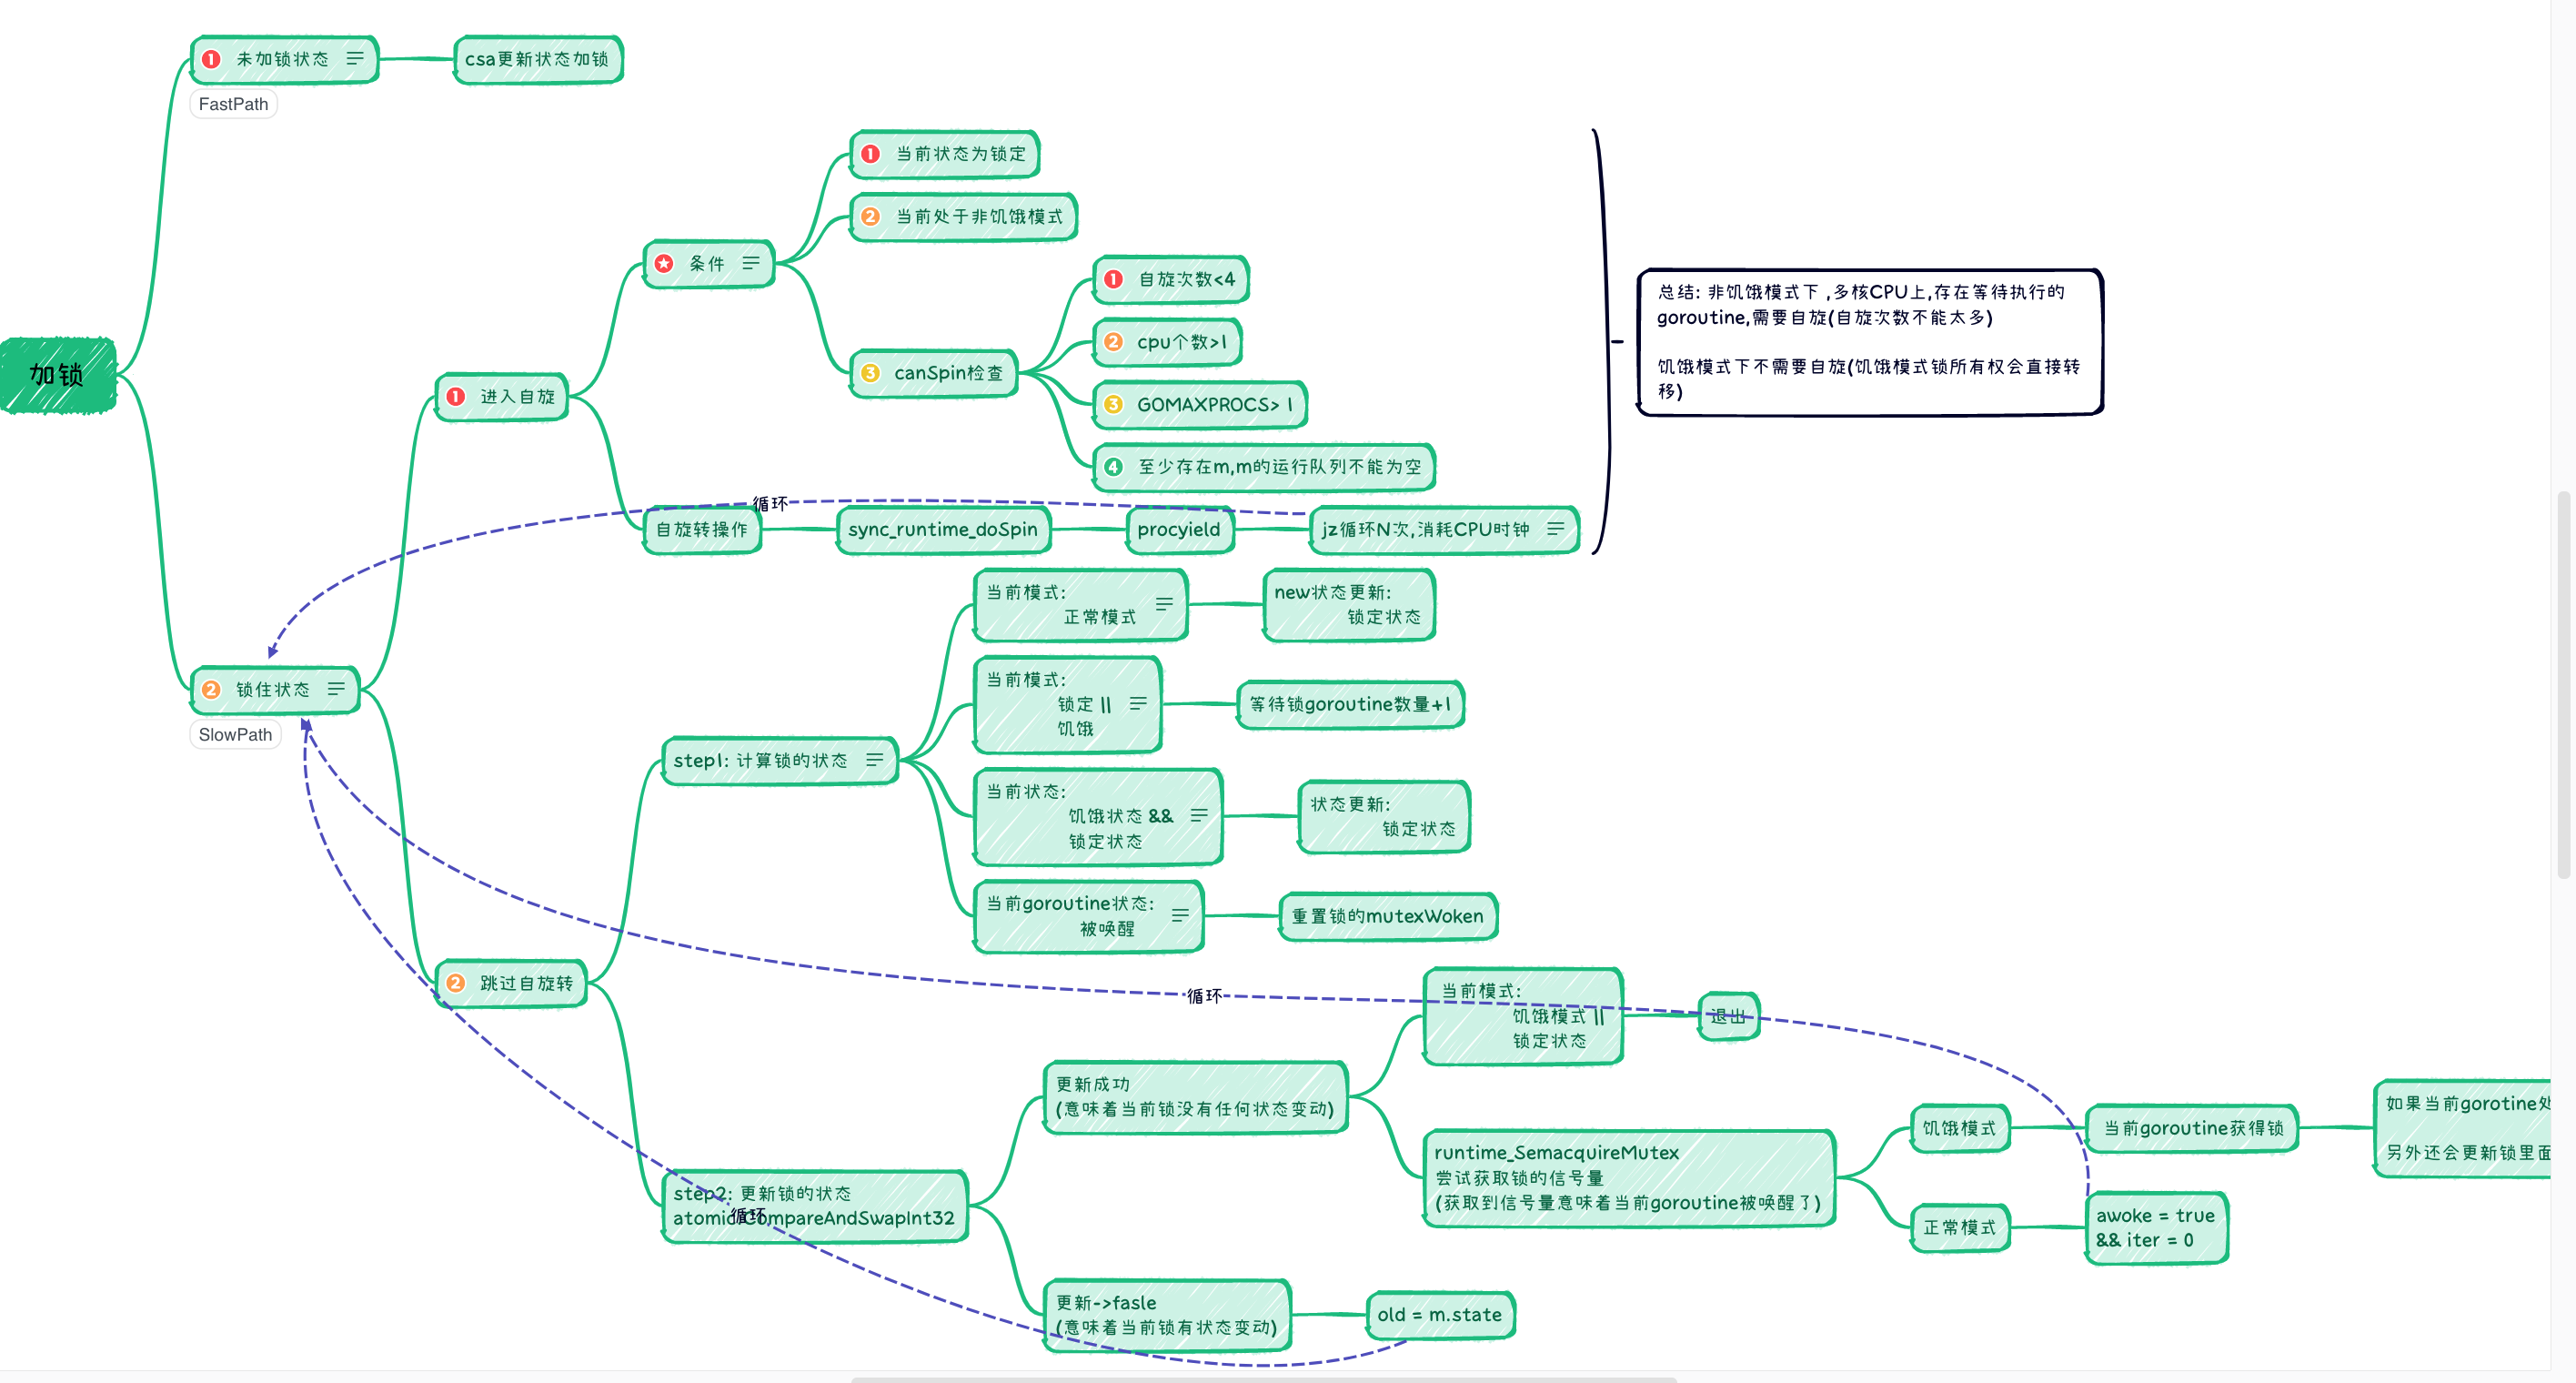 未加锁状态
csa更新状态加锁
FastPath
当前状态为锁定
当前处于非饥饿模式
条件
自旋次数<4
cpu个数>1
canSpin检查
GOMAXPROCS> 1
至少存在m,m的运行队列不能为空
总结: 非饥饿模式下 ,多核CPU上,存在等待执行的
goroutine,需要自旋(自旋次数不能太多)
饥饿模式下不需要自旋(饥饿模式锁所有权会直接转
移)
加锁
进入自旋
循环
自旋转操作
sync_runtime_doSpin
procyield
jz循环N次,消耗CPU时钟
锁住状态
SlowPath
当前模式:
正常模式
new状态更新:
锁定状态
当前模式:
锁定 ||
饥饿
等待锁goroutine数量+1
step1: 计算锁的状态
当前状态:
饥饿状态 &&
锁定状态
状态更新:
锁定状态
当前goroutine状态:
被唤醒
重置锁的mutexWoken
跳过自旋转
循环
当前模式:
饥饿模式 ||
锁定状态
退出
更新成功
(意味着当前锁没有任何状态变动)
runtime_SemacquireMutex
尝试获取锁的信号量
(获取到信号量意味着当前goroutine被唤醒了)
饥饿模式
当前goroutine获得锁
如果当前gorotine处
另外还会更新锁里面
正常模式
awoke = true
&& iter = 0
step2: 更新锁的状态
atomic.CompareAndSwapInt32
循环
更新->fasle
(意味着当前锁有状态变动)
old = m.state